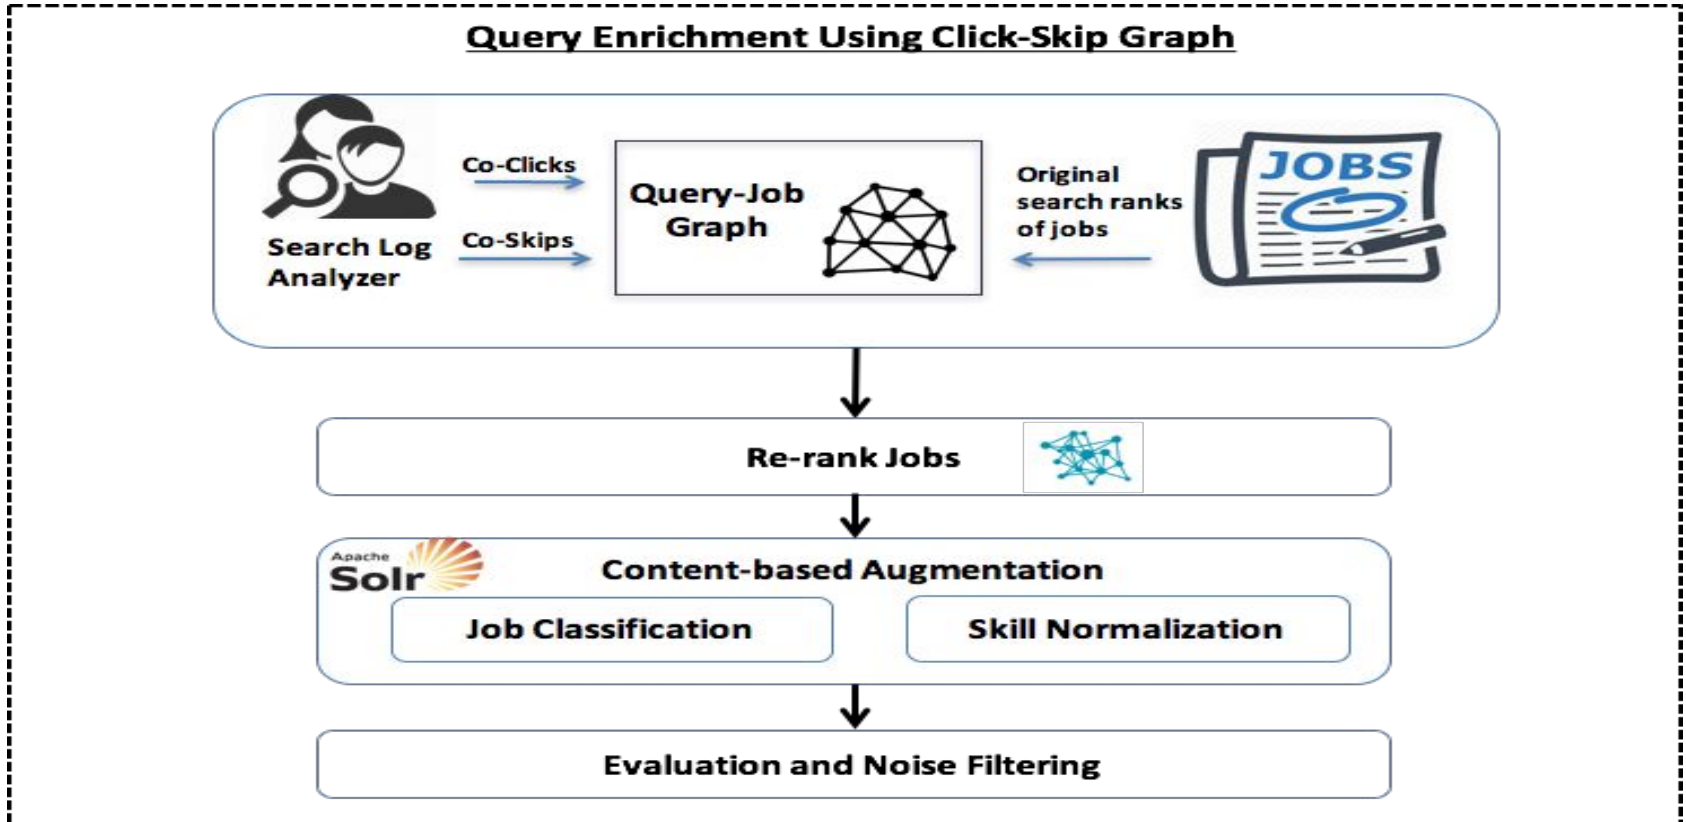 Query Enrichment Using Click-Skip Graph
Co-Clicks
Co-Skips
Search Log
Analyzer
Query-Job
Graph
Original
search ranks
of jobs
JOBS
Re-rank Jobs
Apache
Solr
Content-based Augmentation
Job Classification
Skill Normalization
Evaluation and Noise Filtering